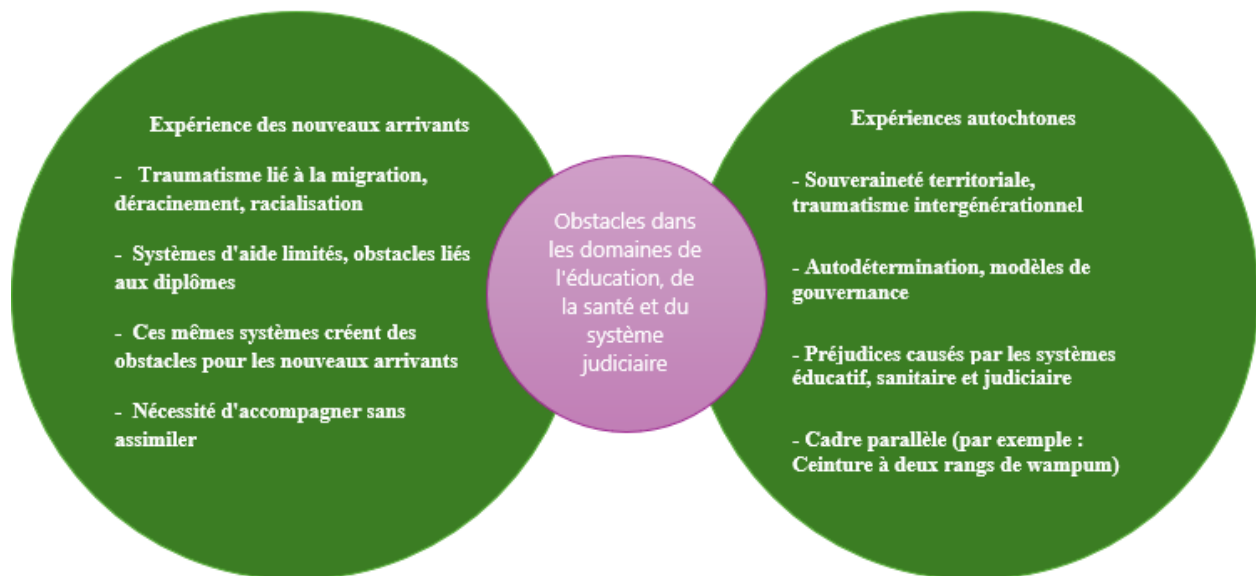 Expérience des nouveaux arrivants
- Traumatisme lié à la migration,
déracinement, racialisation
- Systèmes d'aide limités, obstacles liés
aux diplômes
- Ces mêmes systèmes créent des
obstacles pour les nouveaux arrivants
- Nécessité d'accompagner sans
assimiler
Obstacles dans
les domaines de
l'éducation, de
la santé et du
système
judiciaire
Expériences autochtones
- Souveraineté territoriale,
traumatisme intergénérationnel
- Autodétermination, modèles de
gouvernance
- Préjudices causés par les systèmes
éducatif, sanitaire et judiciaire
- Cadre parallèle (par exemple :
Ceinture à deux rangs de wampum)